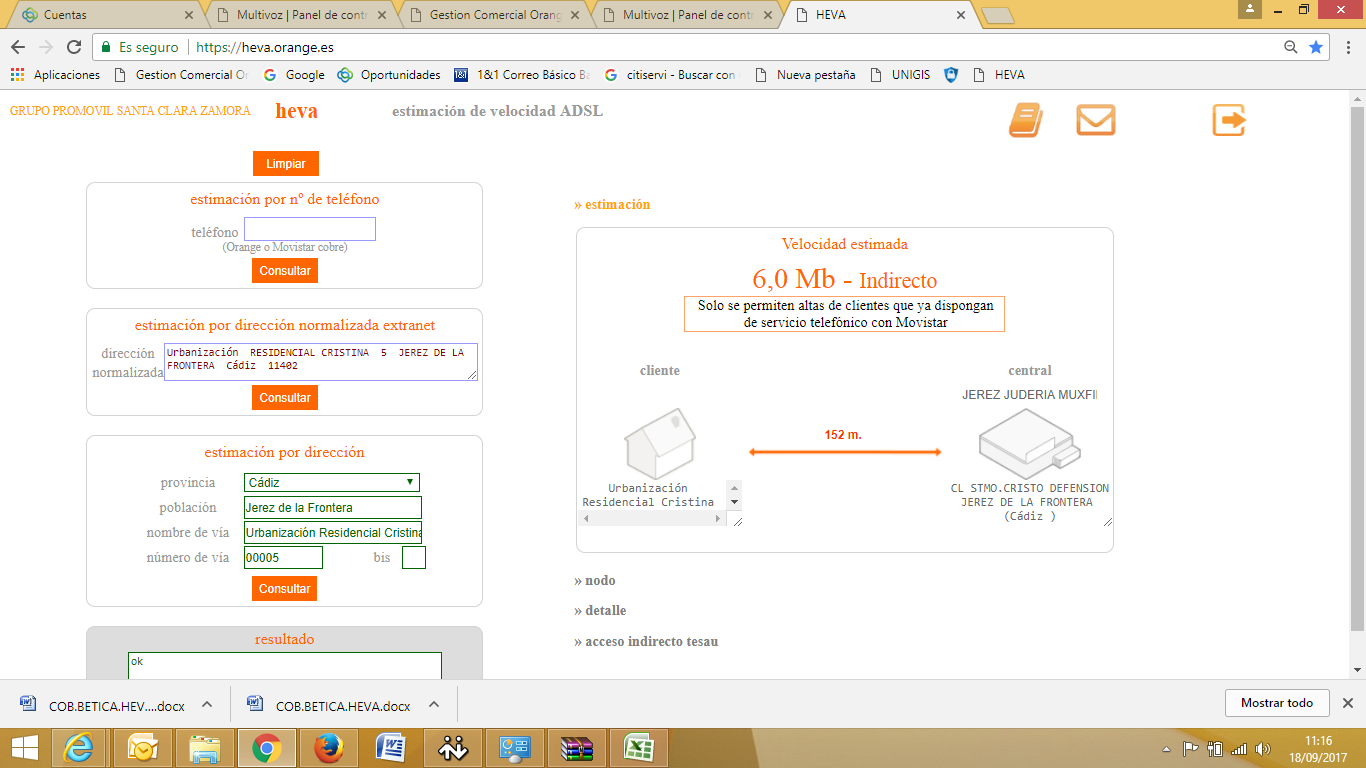 Cuentas
Multivoz | Panel de contr
Gestion Comercial Orang
Multivoz | Panel de contr
HEVA
Es seguro
https://heva.orange.es
Aplicaciones
Gestion Comercial Or
Google
Oportunidades
1&1 Correo Básico Ba
citiservi - Buscar con
Nueva pestaña
UNIGIS
HEVA
GRUPO PROMOVIL SANTA CLARA ZAMORA
heva
estimación de velocidad ADSL
Limpiar
estimación por nº de teléfono
teléfono
(Orange o Movistar cobre)
Consultar
estimación por dirección normalizada extranet
dirección
normalizada
Urbanización RESIDENCIAL CRISTINA 5 JEREZ DE LA
FRONTERA Cádiz 11402
Consultar
estimación por dirección
provincia
Cádiz
población
Jerez de la Frontera
nombre de vía
Urbanización Residencial Cristina
número de vía
00005
bis
Consultar
resultado
ok
» estimación
Velocidad estimada
6,0 Mb - Indirecto
Solo se permiten altas de clientes que ya dispongan
de servicio telefónico con Movistar
cliente
central
JEREZ JUDERIA MUXFI
152 m.
Urbanización
Residencial Cristina
CL STMO.CRISTO DEFENSION
JEREZ DE LA FRONTERA
(Cádiz )
» nodo
» detalle
» acceso indirecto tesau
COB.BETICA.HEV....docx
COB.BETICA.HEVA.docx
Mostrar todo
11:16
18/09/2017